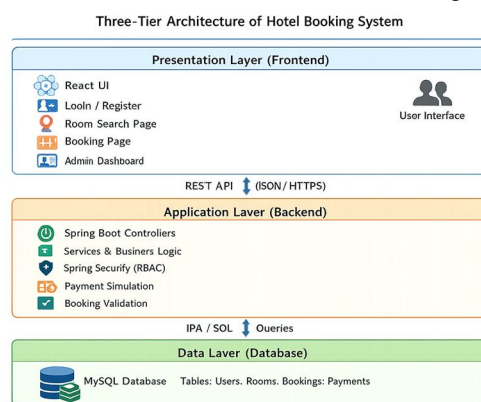 Three-Tier Architecture of Hotel Booking System
Presentation Layer (Frontend)
React UI
LooIn / Register
Room Search Page
Booking Page
Admin Dashboard
User Interface
REST API (ISON / HTTPS)
Application Laver (Backend)
Spring Boot Controliers
Services & Businers Logic
Spring Securify (RBAC)
Payment Simulation
Booking Validation
IPA / SOL Oueries
Data Laver (Database)
MySQL Database Tables: Users. Rooms. Bookings: Payments